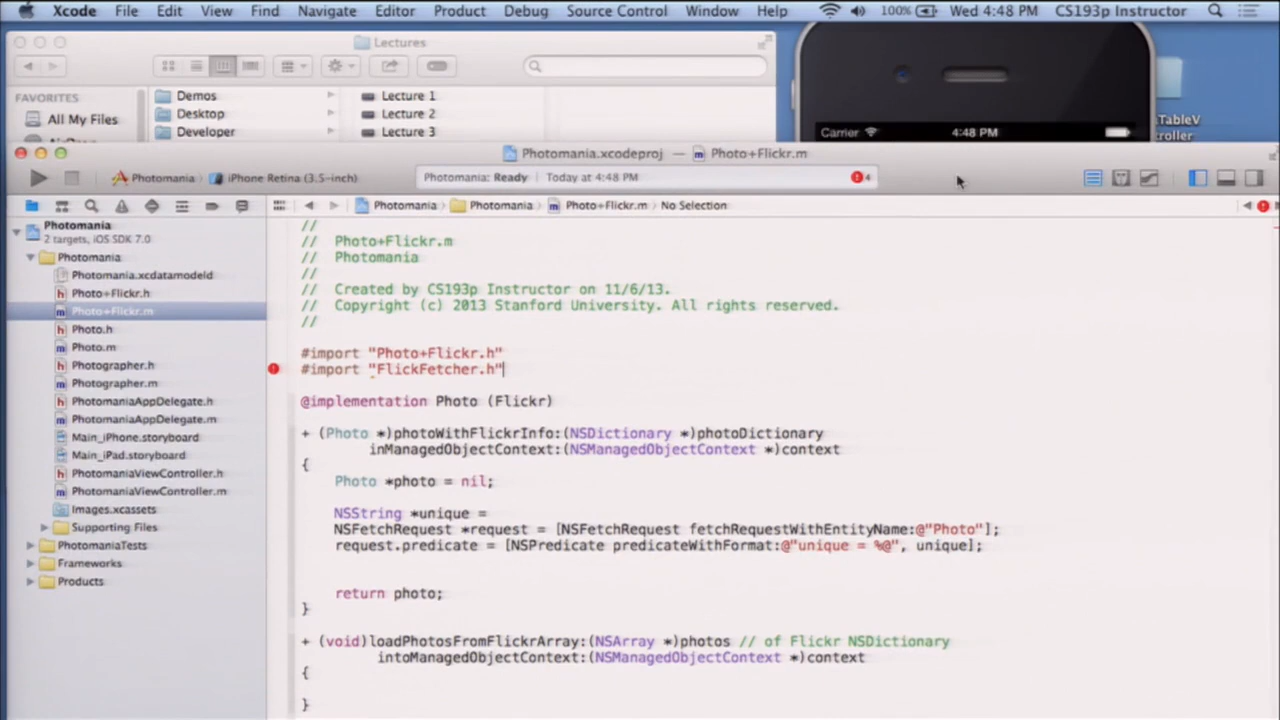 Xcode File Edit View Find Navigate Editor Product Debug Source Control Window Help 100% Wed 4:48 PM CS193p Instructor
Lectures
FAVORITES
All My Files
Demos
Desktop
Developer
Lecture 1
Lecture 2
Lecture 3
Carrier 4:48 PM
TableV
troller
Photomania.xcodeproj — Photo+Flickr.m
Photomania iPhone Retina (3.5-inch)
Photomania: Ready Today at 4:48 PM 4
Photomania Photomania Photo+Flickr.m No Selection
Photomania
2 targets, iOS SDK 7.0
Photomania
Photomania.xcdatamodeld
Photo+Flickr.h
Photo+Flickr.m
Photo.h
Photo.m
Photographer.h
Photographer.m
PhotomaniaAppDelegate.h
PhotomaniaAppDelegate.m
Main_iPhone.storyboard
Main_iPad.storyboard
PhotomaniaViewController.h
PhotomaniaViewController.m
Images.xcassets
Supporting Files
PhotomaniaTests
Frameworks
Products
//
// Photo+Flickr.m
// Photomania
//
// Created by CS193p Instructor on 11/6/13.
// Copyright (c) 2013 Stanford University. All rights reserved.
//
#import "Photo+Flickr.h"
#import "FlickFetcher.h"
@implementation Photo (Flickr)
+ (Photo *)photoWithFlickrInfo:(NSDictionary *)photoDictionary
inManagedObjectContext:(NSManagedObjectContext *)context
{
Photo *photo = nil;
NSString *unique =
NSFetchRequest *request = [NSFetchRequest fetchRequestWithEntityName:@"Photo"];
request.predicate = [NSPredicate predicateWithFormat:@"unique = %@", unique];
return photo;
}
+ (void)loadPhotosFromFlickrArray:(NSArray *)photos // of Flickr NSDictionary
intoManagedObjectContext:(NSManagedObjectContext *)context
{
}